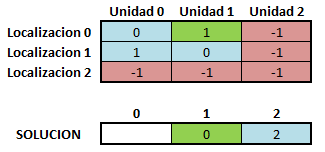 Unidad 0 Unidad 1 Unidad 2
Localizacion 0 0 1 -1
Localizacion 1 1 0 -1
Localizacion 2 -1 -1 -1
0 1 2
SOLUCION 0 2